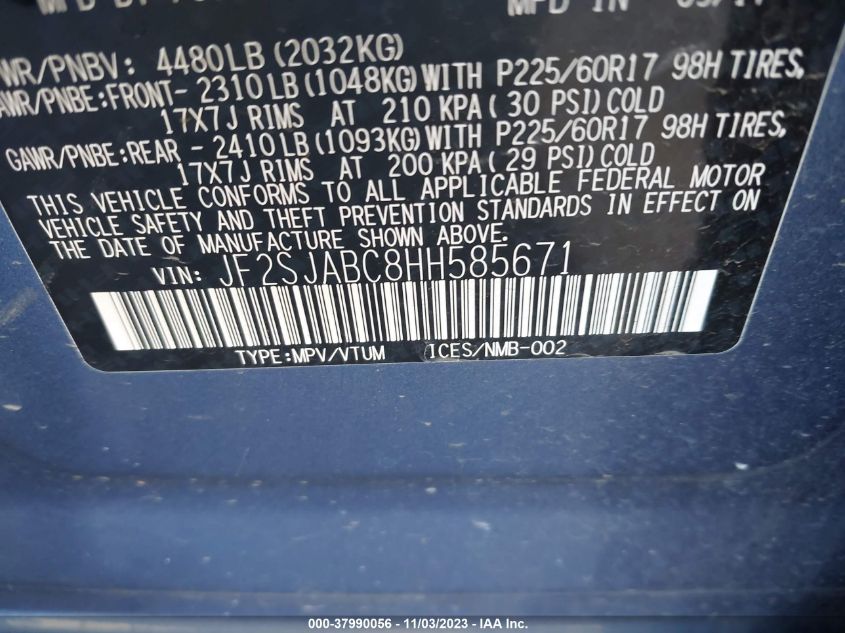 MFD IN
WR/PNBV: 4480LB (2032KG)
AWR/PNBE:FRONT- 2310LB(1048KG)WITH P225/60R17 98H TIRES,
17X7J RIMS AT 210 KPA( 30 PSI)COLD
GAWR/PNBE:REAR - 2410LB(1093KG)WITH P225/60R17 98H TIRES,
17X7J RIMS AT 200 KPA( 29 PSI)COLD
THIS VEHICLE CONFORMS TO ALL APPLICABLE FEDERAL MOTOR
VEHICLE SAFETY AND THEFT PREVENTION STANDARDS IN EFFECT ON
THE DATE OF MANUFACTURE SHOWN ABOVE.
VIN: JF2SJABC8HH585671
TYPE:MPV/VTUM ICES/NMB-002
000-37990056 - 11/03/2023 - IAA Inc.